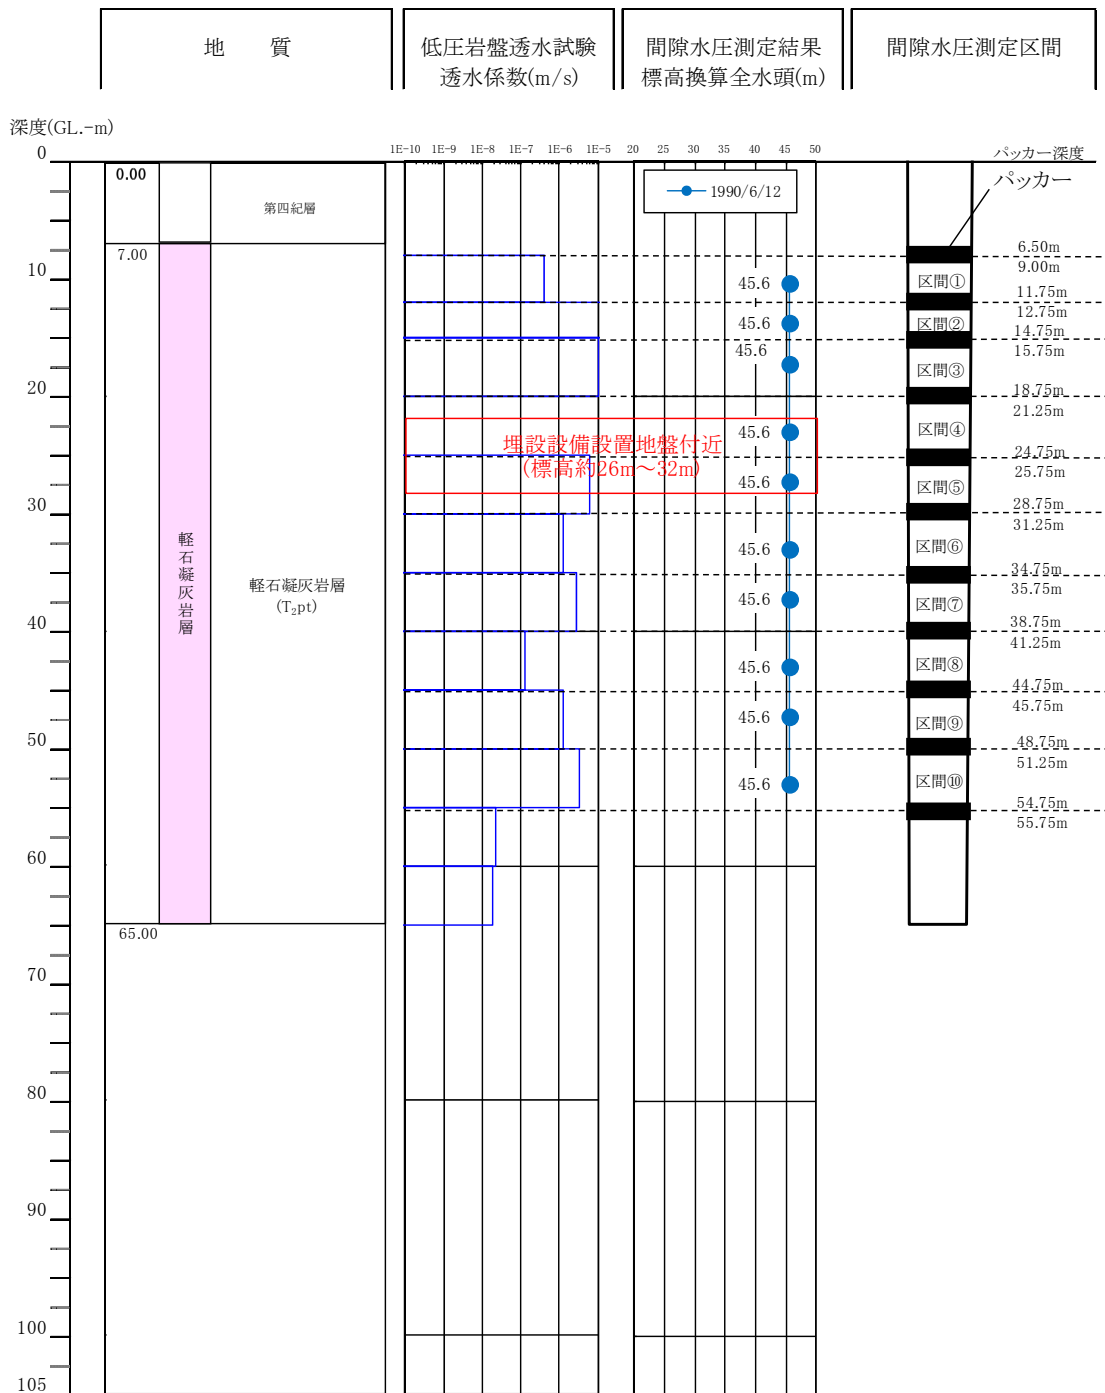 地　質
低圧岩盤透水試験
透水係数(m/s)
間隙水圧測定結果
標高換算全水頭(m)
間隙水圧測定区間
深度(GL.-m)
1E-10 1E-9 1E-8 1E-7 1E-6 1E-5
20 25 30 35 40 45 50
パッカー深度
パッカー
1990/6/12
0
10
20
30
40
50
60
70
80
90
100
105
0.00
第四紀層
7.00
軽石凝灰岩層
軽石凝灰岩層
(T₂pt)
65.00
埋設設備設置地盤付近
(標高約26m～32m)
45.6
45.6
45.6
45.6
45.6
45.6
45.6
45.6
45.6
45.6
区間①
区間②
区間③
区間④
区間⑤
区間⑥
区間⑦
区間⑧
区間⑨
区間⑩
6.50m
9.00m
11.75m
12.75m
14.75m
15.75m
18.75m
21.25m
24.75m
25.75m
28.75m
31.25m
34.75m
35.75m
38.75m
41.25m
44.75m
45.75m
48.75m
51.25m
54.75m
55.75m